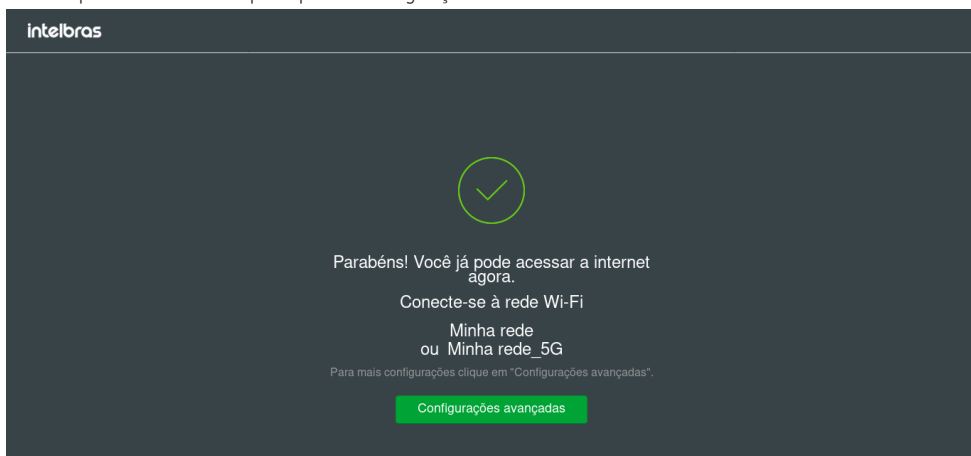 intelbras
Parabéns! Você já pode acessar a internet
agora.
Conecte-se à rede Wi-Fi
Minha rede
ou Minha rede_5G
Para mais configurações clique em "Configurações avançadas".
Configurações avançadas